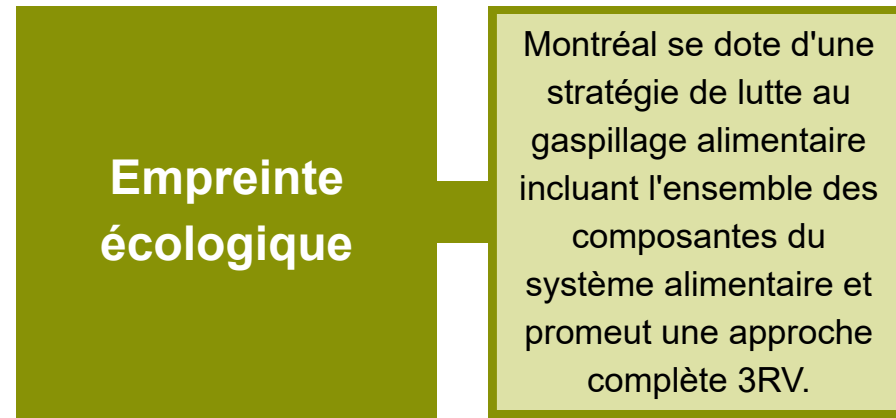 Empreinte
écologique
Montréal se dote d'une
stratégie de lutte au
gaspillage alimentaire
incluant l'ensemble des
composantes du
système alimentaire et
promeut une approche
complète 3RV.